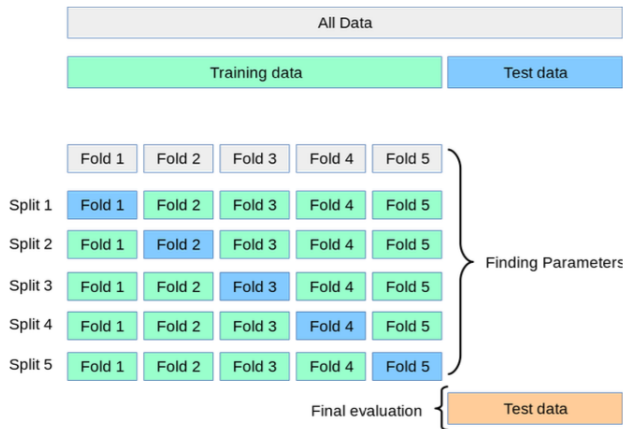 All Data
Training data Test data
Fold 1 Fold 2 Fold 3 Fold 4 Fold 5
Split 1 Fold 1 Fold 2 Fold 3 Fold 4 Fold 5
Split 2 Fold 1 Fold 2 Fold 3 Fold 4 Fold 5
Finding Parameters
Split 3 Fold 1 Fold 2 Fold 3 Fold 4 Fold 5
Split 4 Fold 1 Fold 2 Fold 3 Fold 4 Fold 5
Split 5 Fold 1 Fold 2 Fold 3 Fold 4 Fold 5
Final evaluation Test data